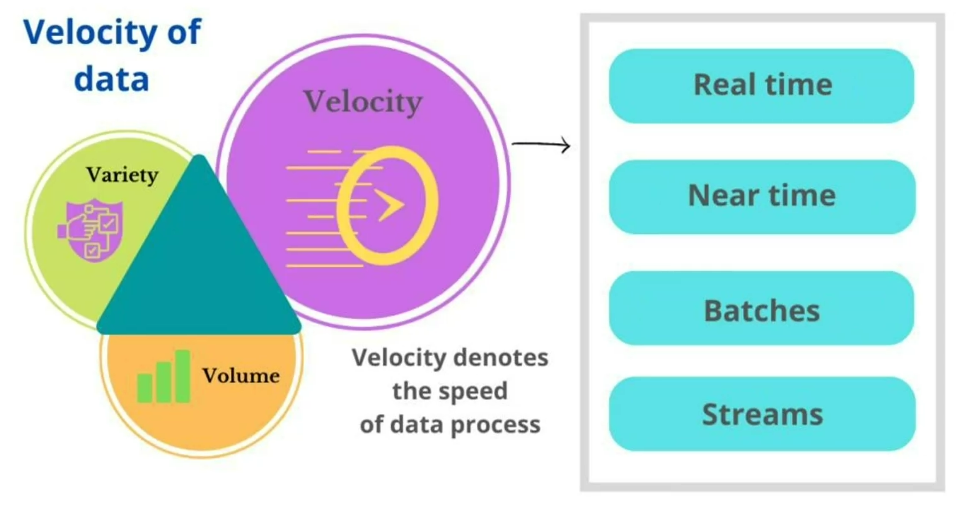 Velocity of
data
Velocity
Variety
Volume
Velocity denotes
the speed
of data process
Real time
Near time
Batches
Streams